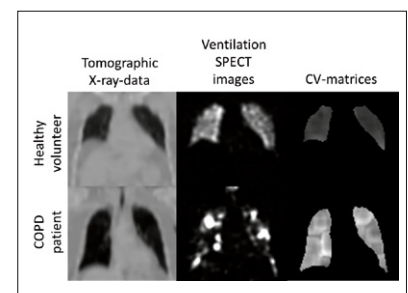 Tomographic
X-ray-data
Ventilation
SPECT
images
CV-matrices
Healthy
volunteer
COPD
patient